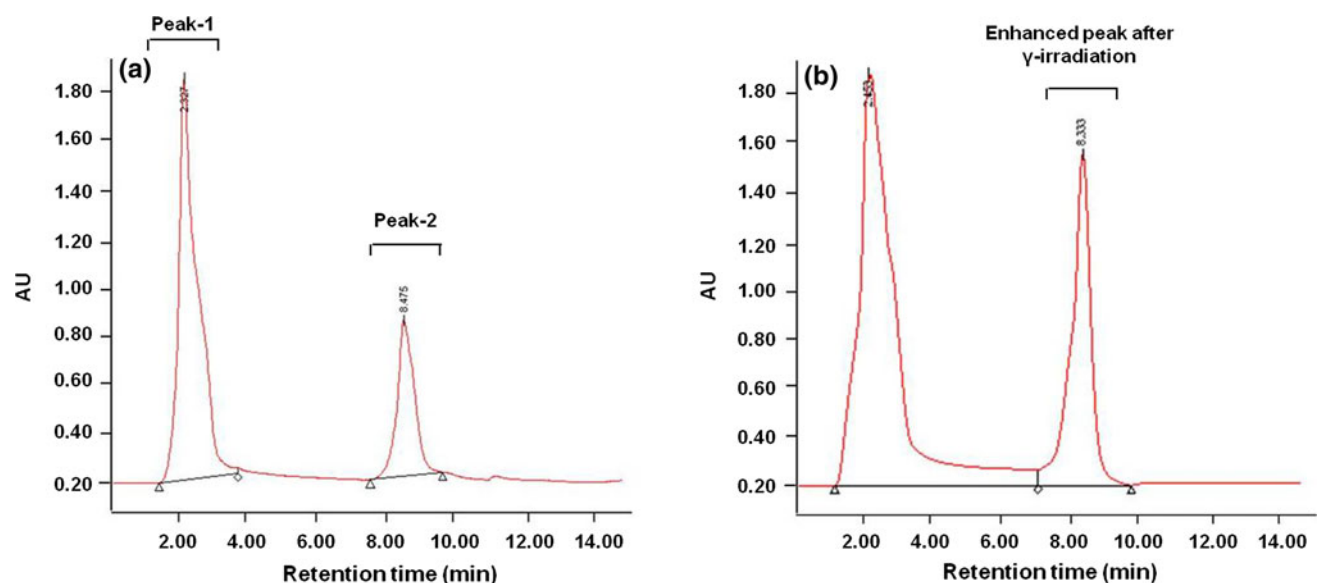 Peak-1
(a)
2.327
Peak-2
8.475
1.80
1.60
1.40
1.20
1.00
0.80
0.60
0.40
0.20
AU
2.00 4.00 6.00 8.00 10.00 12.00 14.00
Retention time (min)
Enhanced peak after
γ-irradiation
(b)
8.333
1.80
1.60
1.40
1.20
1.00
0.80
0.60
0.40
0.20
AU
2.00 4.00 6.00 8.00 10.00 12.00 14.00
Retention time (min)